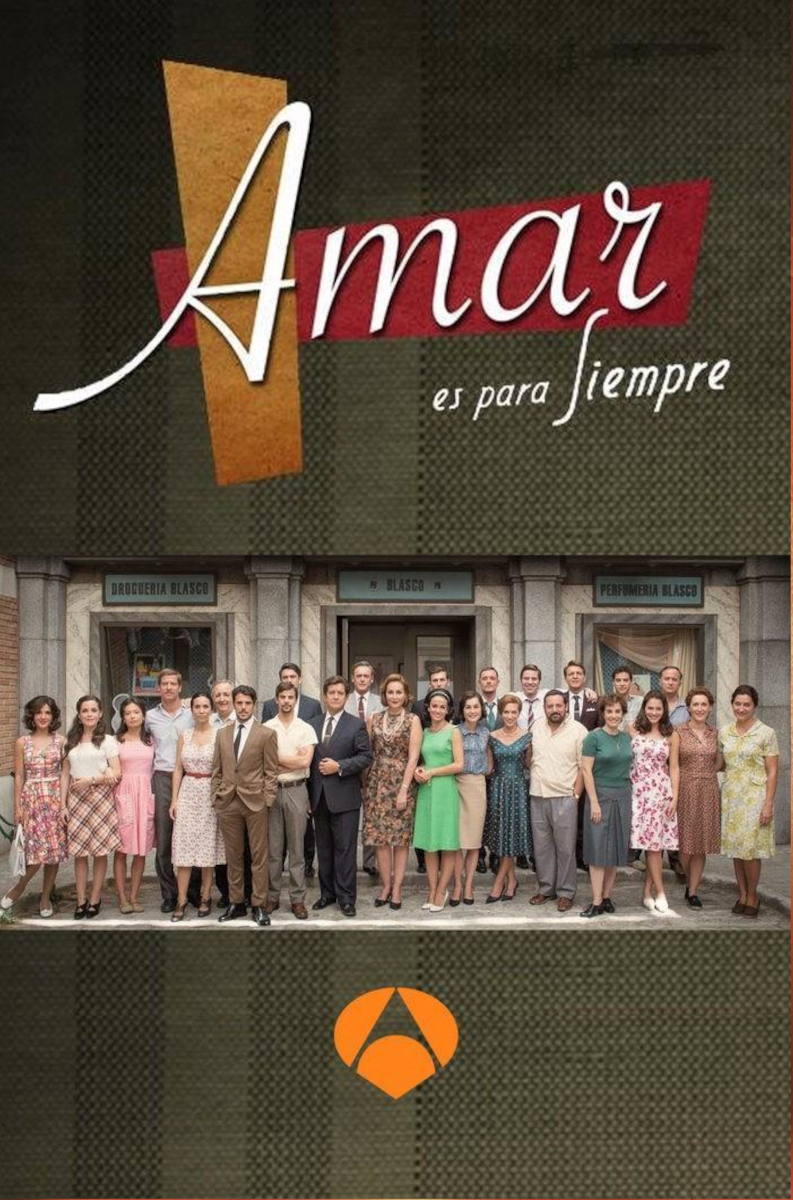 Amar
es para Siempre
DROGUERIA BLASCO
BLASCO
PERFUMERIA BLASCO